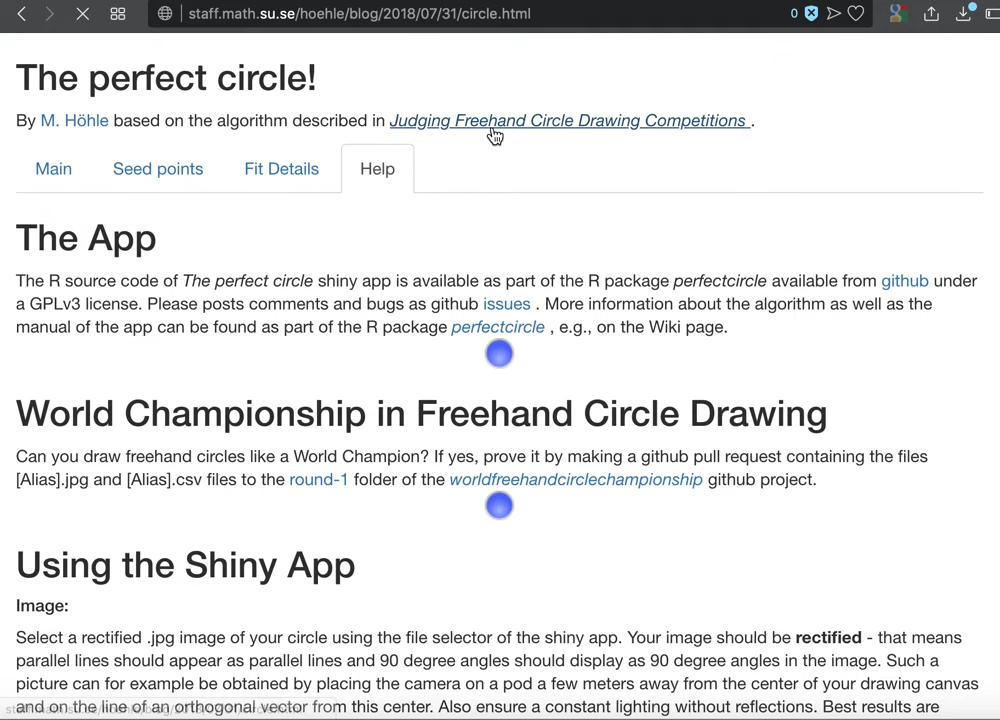 staff.math.su.se/hoehle/blog/2018/07/31/circle.html
0
The perfect circle!
By M. Höhle based on the algorithm described in Judging Freehand Circle Drawing Competitions .
Main Seed points Fit Details Help
The App
The R source code of The perfect circle shiny app is available as part of the R package perfectcircle available from github under
a GPLv3 license. Please posts comments and bugs as github issues . More information about the algorithm as well as the
manual of the app can be found as part of the R package perfectcircle , e.g., on the Wiki page.
World Championship in Freehand Circle Drawing
Can you draw freehand circles like a World Champion? If yes, prove it by making a github pull request containing the files
[Alias].jpg and [Alias].csv files to the round-1 folder of the worldfreehandcirclechampionship github project.
Using the Shiny App
Image:
Select a rectified .jpg image of your circle using the file selector of the shiny app. Your image should be rectified - that means
parallel lines should appear as parallel lines and 90 degree angles should display as 90 degree angles in the image. Such a
picture can for example be obtained by placing the camera on a pod a few meters away from the center of your drawing canvas
and on the line of an orthogonal vector from this center. Also ensure a constant lighting without reflections. Best results are